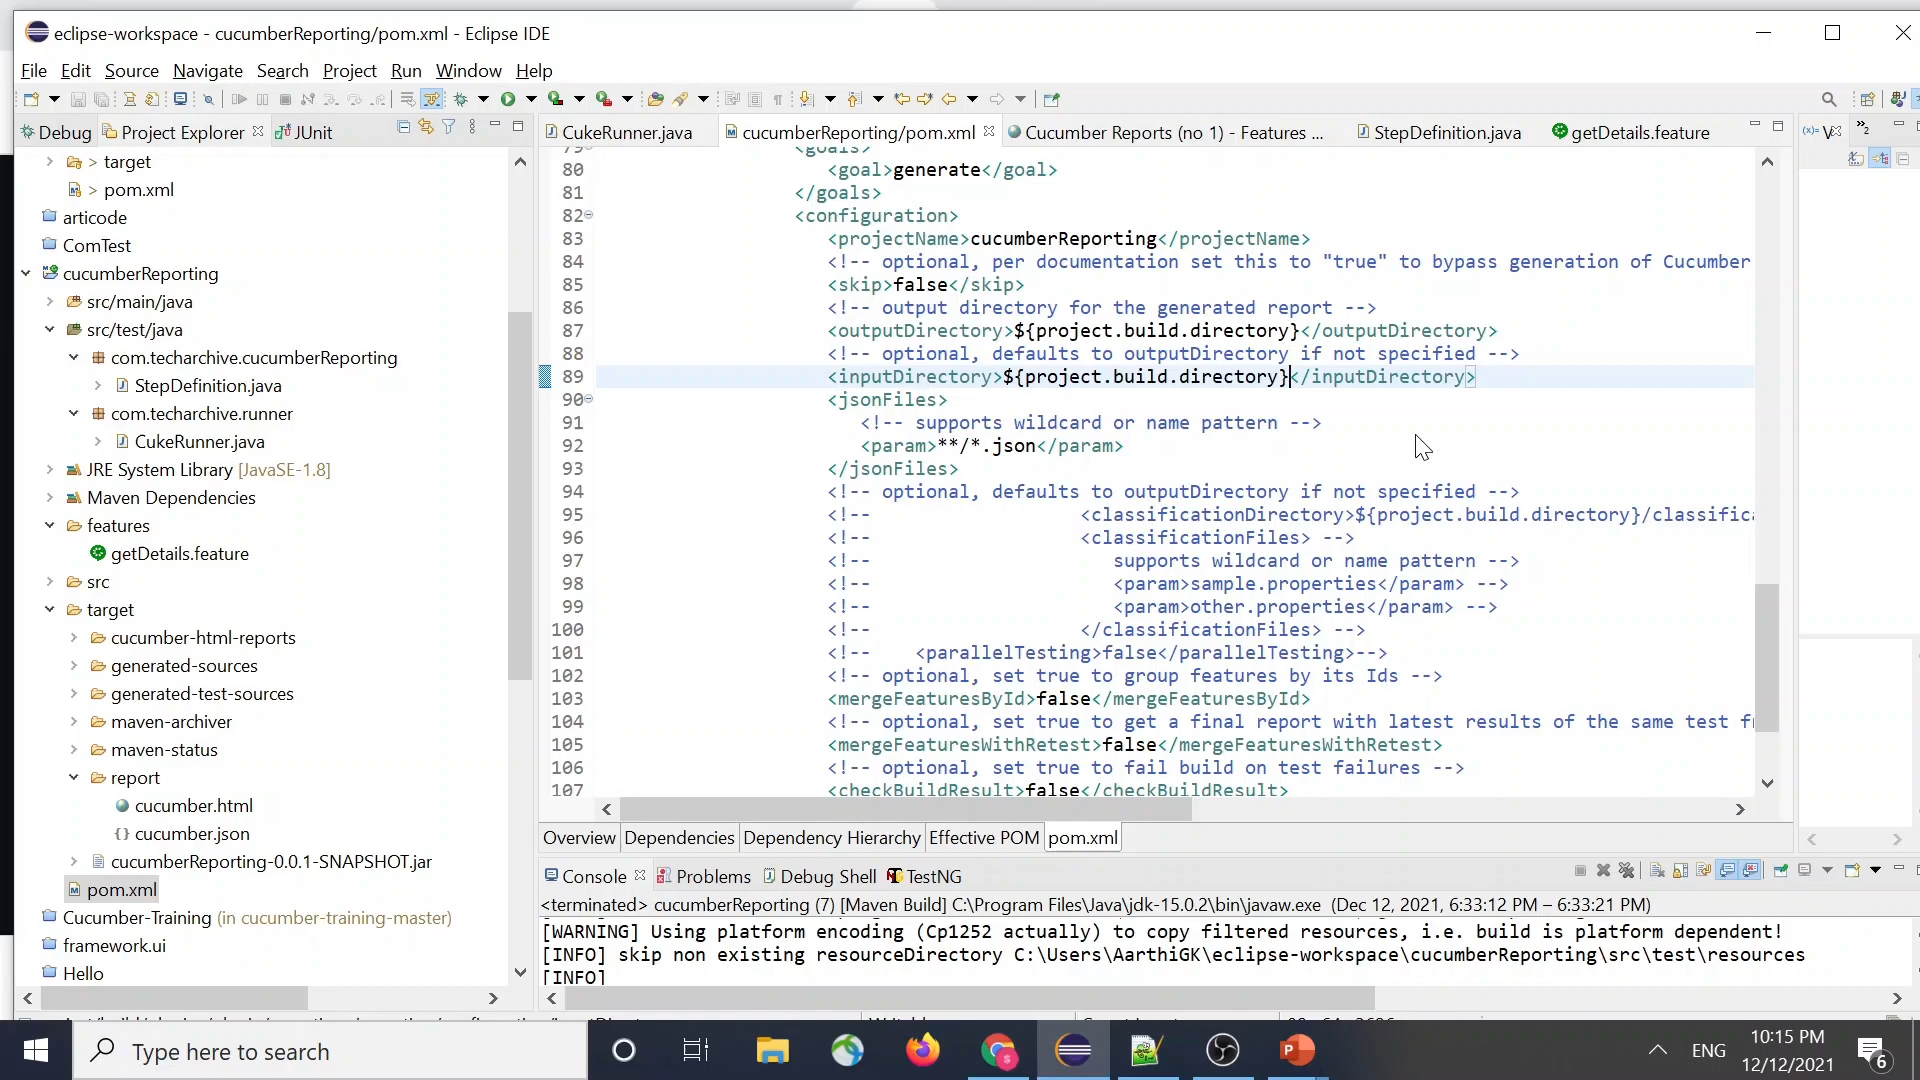 eclipse-workspace - cucumberReporting/pom.xml - Eclipse IDE
File Edit Source Navigate Search Project Run Window Help
Debug Project Explorer JUnit
CukeRunner.java cucumberReporting/pom.xml Cucumber Reports (no 1) - Features ... StepDefinition.java getDetails.feature
> target
> pom.xml
articode
ComTest
cucumberReporting
src/main/java
src/test/java
com.techarchive.cucumberReporting
StepDefinition.java
com.techarchive.runner
CukeRunner.java
JRE System Library [JavaSE-1.8]
Maven Dependencies
features
getDetails.feature
src
target
cucumber-html-reports
generated-sources
generated-test-sources
maven-archiver
maven-status
report
cucumber.html
cucumber.json
cucumberReporting-0.0.1-SNAPSHOT.jar
pom.xml
Cucumber-Training (in cucumber-training-master)
framework.ui
Hello
79 <goals>
80 <goal>generate</goal>
81 </goals>
82 <configuration>
83 <projectName>cucumberReporting</projectName>
84 <!-- optional, per documentation set this to "true" to bypass generation of Cucumber
85 <skip>false</skip>
86 <!-- output directory for the generated report -->
87 <outputDirectory>${project.build.directory}</outputDirectory>
88 <!-- optional, defaults to outputDirectory if not specified -->
89 <inputDirectory>${project.build.directory}</inputDirectory>
90 <jsonFiles>
91 <!-- supports wildcard or name pattern -->
92 <param>**/*.json</param>
93 </jsonFiles>
94 <!-- optional, defaults to outputDirectory if not specified -->
95 <!-- <classificationDirectory>${project.build.directory}/classific
96 <!-- <classificationFiles> -->
97 <!-- supports wildcard or name pattern -->
98 <!-- <param>sample.properties</param> -->
99 <!-- <param>other.properties</param> -->
100 <!-- </classificationFiles> -->
101 <!-- <parallelTesting>false</parallelTesting>-->
102 <!-- optional, set true to group features by its Ids -->
103 <mergeFeaturesById>false</mergeFeaturesById>
104 <!-- optional, set true to get a final report with latest results of the same test
105 <mergeFeaturesWithRetest>false</mergeFeaturesWithRetest>
106 <!-- optional, set true to fail build on test failures -->
107 <checkBuildResult>false</checkBuildResult>
Overview Dependencies Dependency Hierarchy Effective POM pom.xml
Console Problems Debug Shell TestNG
<terminated> cucumberReporting (7) [Maven Build] C:\Program Files\Java\jdk-15.0.2\bin\javaw.exe (Dec 12, 2021, 6:33:12 PM – 6:33:21 PM)
[WARNING] Using platform encoding (Cp1252 actually) to copy filtered resources, i.e. build is platform dependent!
[INFO] skip non existing resourceDirectory C:\Users\AarthiGK\eclipse-workspace\cucumberReporting\src\test\resources
[INFO]
Type here to search
ENG
10:15 PM
12/12/2021
6